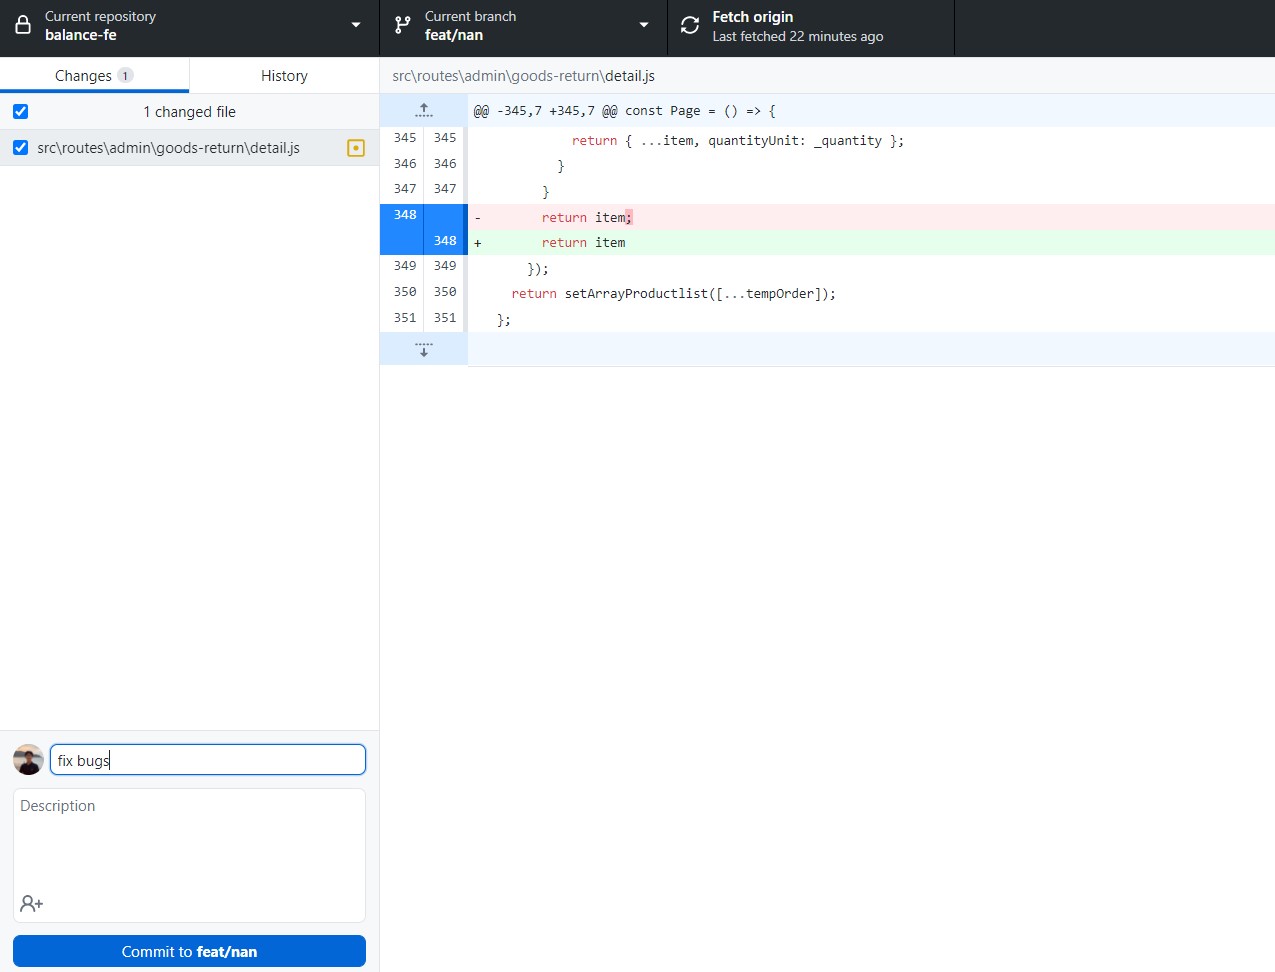 Current repository
balance-fe
Current branch
feat/nan
Fetch origin
Last fetched 22 minutes ago
Changes 1
History
src\routes\admin\goods-return\detail.js
1 changed file
src\routes\admin\goods-return\detail.js
@@ -345,7 +345,7 @@ const Page = () => {
345 345 return { ...item, quantityUnit: _quantity };
346 346 }
347 347 }
348 - return item;
348 + return item
349 349 });
350 350 return setArrayProductlist([...tempOrder]);
351 351 };
fix bugs
Description
Commit to feat/nan